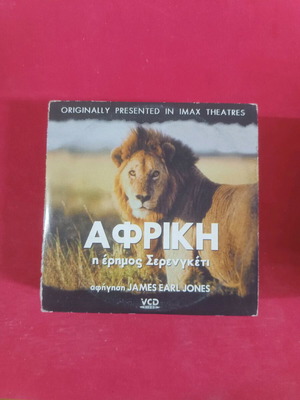 ORIGINALLY PRESENTED IN IMAX THEATRES
ΑΦΡΙΚΗ
η έρημος Σερενγκέτι
αφήγηση JAMES EARL JONES
VCD